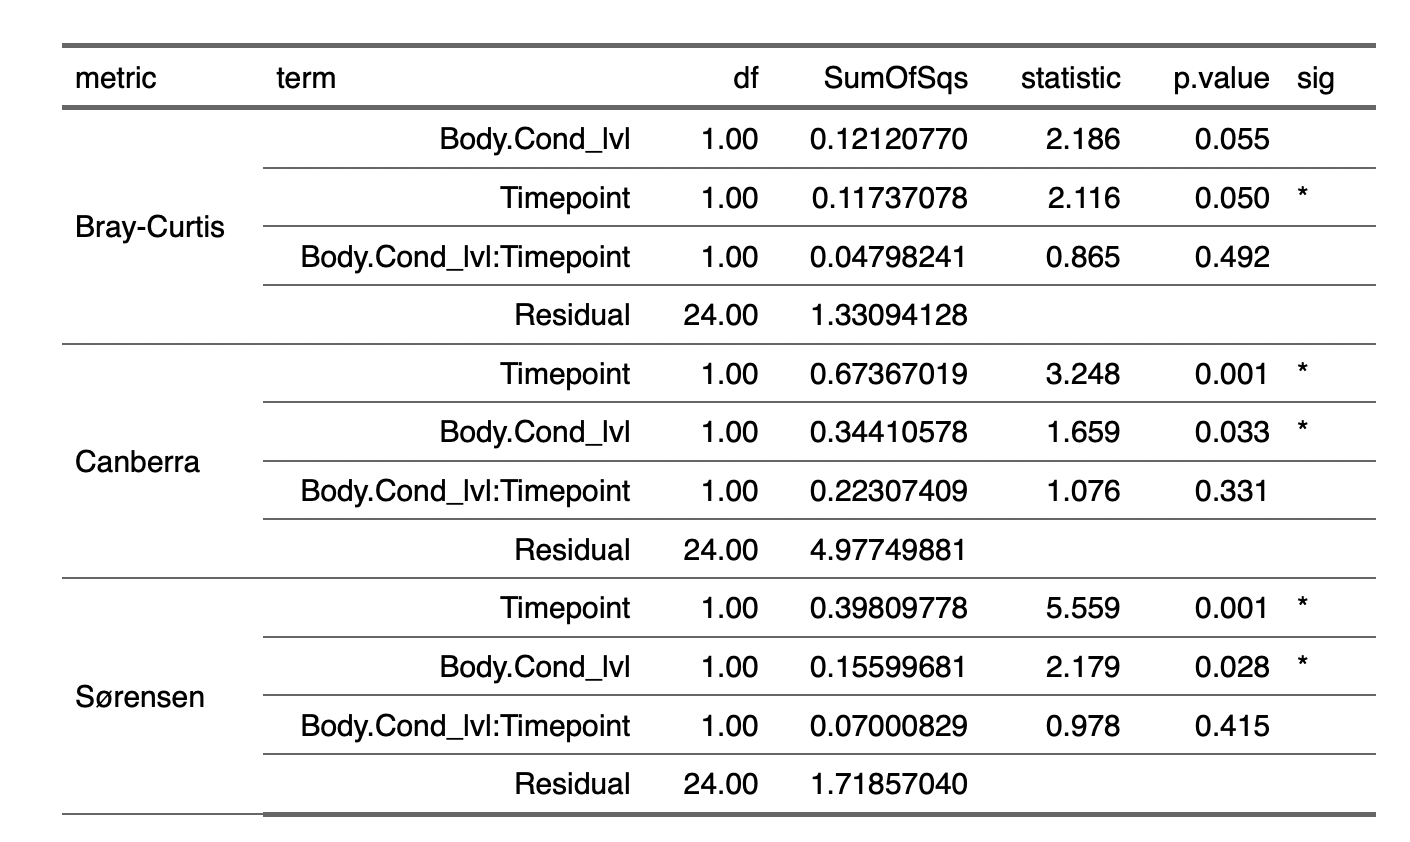 metric term df SumOfSqs statistic p.value sig
Body.Cond_lvl 1.00 0.12120770 2.186 0.055
Timepoint 1.00 0.11737078 2.116 0.050 *
Bray-Curtis
Body.Cond_lvl:Timepoint 1.00 0.04798241 0.865 0.492
Residual 24.00 1.33094128
Timepoint 1.00 0.67367019 3.248 0.001 *
Body.Cond_lvl 1.00 0.34410578 1.659 0.033 *
Canberra
Body.Cond_lvl:Timepoint 1.00 0.22307409 1.076 0.331
Residual 24.00 4.97749881
Timepoint 1.00 0.39809778 5.559 0.001 *
Body.Cond_lvl 1.00 0.15599681 2.179 0.028 *
Sørensen
Body.Cond_lvl:Timepoint 1.00 0.07000829 0.978 0.415
Residual 24.00 1.71857040